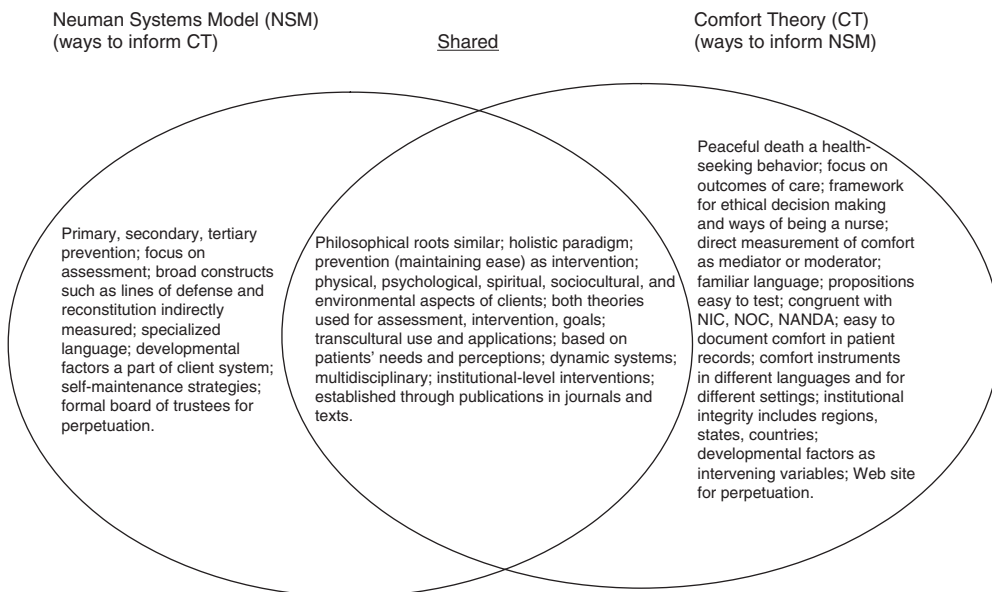 Neuman Systems Model (NSM)
(ways to inform CT)
Shared
Comfort Theory (CT)
(ways to inform NSM)
Primary, secondary, tertiary
prevention; focus on
assessment; broad constructs
such as lines of defense and
reconstitution indirectly
measured; specialized
language; developmental
factors a part of client system;
self-maintenance strategies;
formal board of trustees for
perpetuation.
Philosophical roots similar; holistic paradigm;
prevention (maintaining ease) as intervention;
physical, psychological, spiritual, sociocultural, and
environmental aspects of clients; both theories
used for assessment, intervention, goals;
transcultural use and applications; based on
patients’ needs and perceptions; dynamic systems;
multidisciplinary; institutional-level interventions;
established through publications in journals and
texts.
Peaceful death a health-
seeking behavior; focus on
outcomes of care; framework
for ethical decision making
and ways of being a nurse;
direct measurement of comfort
as mediator or moderator;
familiar language; propositions
easy to test; congruent with
NIC, NOC, NANDA; easy to
document comfort in patient
records; comfort instruments
in different languages and for
different settings; institutional
integrity includes regions,
states, countries;
developmental factors as
intervening variables; Web site
for perpetuation.